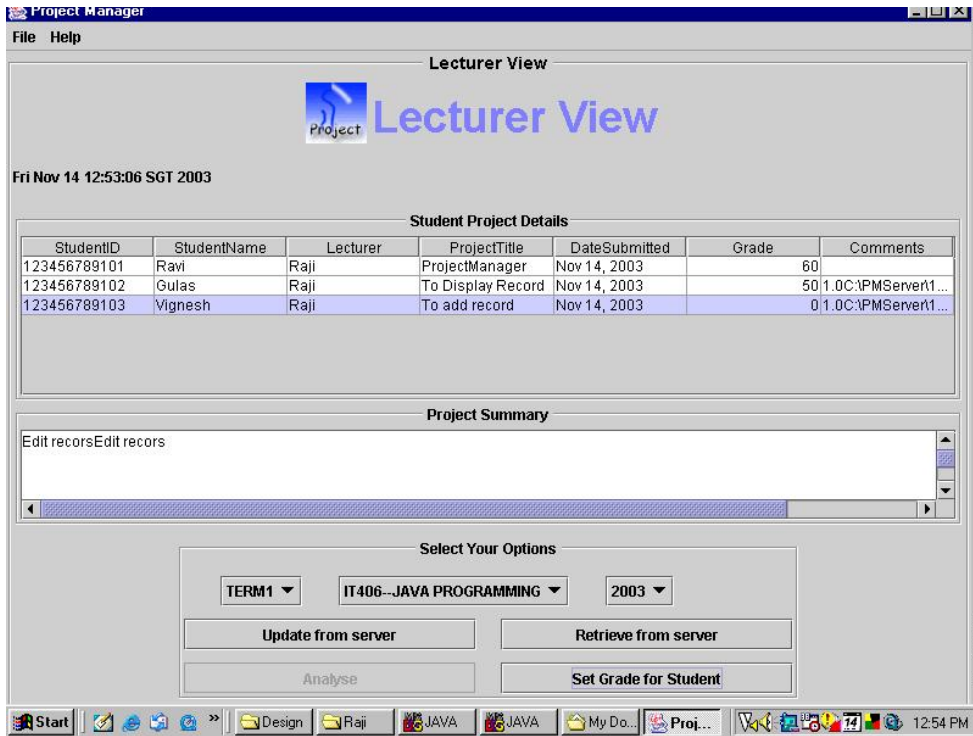 Project Manager
File Help
Lecturer View
Project Lecturer View
Fri Nov 14 12:53:06 SGT 2003
Student Project Details
StudentID StudentName Lecturer ProjectTitle DateSubmitted Grade Comments
123456789101 Ravi Raji ProjectManager Nov 14, 2003 60
123456789102 Gulas Raji To Display Record Nov 14, 2003 50 1.0C:\PMServer\1...
123456789103 Vignesh Raji To add record Nov 14, 2003 0 1.0C:\PMServer\1...
Project Summary
Edit recorsEdit recors
Select Your Options
TERM1 IT406--JAVA PROGRAMMING 2003
Update from server Retrieve from server
Analyse Set Grade for Student
Start » Design Raji JAVA JAVA My Do... Proj... 14 12:54 PM